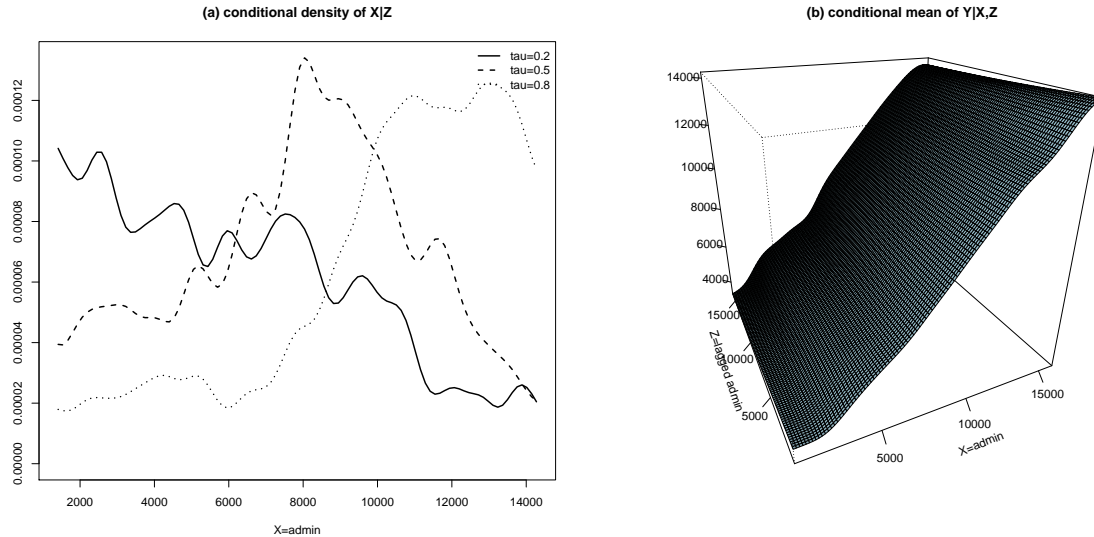 (a) conditional density of X|Z
tau=0.2
tau=0.5
tau=0.8
0.00012
0.00010
0.00008
0.00006
0.00004
0.00002
0.00000
2000 4000 6000 8000 10000 12000 14000
X=admin
(b) conditional mean of Y|X,Z
14000
12000
10000
8000
6000
4000
15000
10000
5000
Z=lagged admin
5000
10000
15000
X=admin